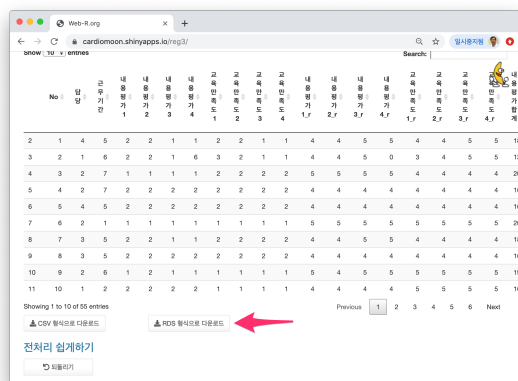 Web-R.org
cardiomoon.shinyapps.io/reg3/
일시중지됨
Show 10 entries
Search:
No 담당 근무기간 내용평가1 내용평가2 내용평가3 내용평가4 교육만족도1 교육만족도2 교육만족도3 교육만족도4 내용평가1_r 내용평가2_r 내용평가3_r 내용평가4_r 교육만족도1_r 교육만족도2_r 교육만족도3_r 교육만족도4_r 내용평가합계
2 1 4 5 2 2 1 1 2 2 1 1 4 4 5 5 4 4 5 5
3 2 1 6 2 2 1 6 3 2 1 1 4 4 5 0 3 4 5 5
4 3 2 7 1 1 1 1 2 2 2 2 5 5 5 5 4 4 4 4
5 4 2 7 2 2 2 2 2 2 2 2 4 4 4 4 4 4 4 4
6 5 4 5 2 2 2 2 2 2 2 2 4 4 4 4 4 4 4 4
7 6 2 1 1 1 1 1 1 1 1 1 5 5 5 5 5 5 5 5
8 7 3 5 2 2 1 1 2 2 2 2 4 4 5 5 4 4 4 4
9 8 3 5 2 2 2 2 2 2 2 2 4 4 4 4 4 4 4 4
10 9 2 6 1 2 1 1 1 1 1 1 5 4 5 5 5 5 5 5
11 10 1 2 2 2 2 2 2 1 1 1 4 4 4 4 4 5 5 5
Showing 1 to 10 of 55 entries
Previous 1 2 3 4 5 6 Next
CSV 형식으로 다운로드 RDS 형식으로 다운로드
전처리 쉽게하기
되돌리기